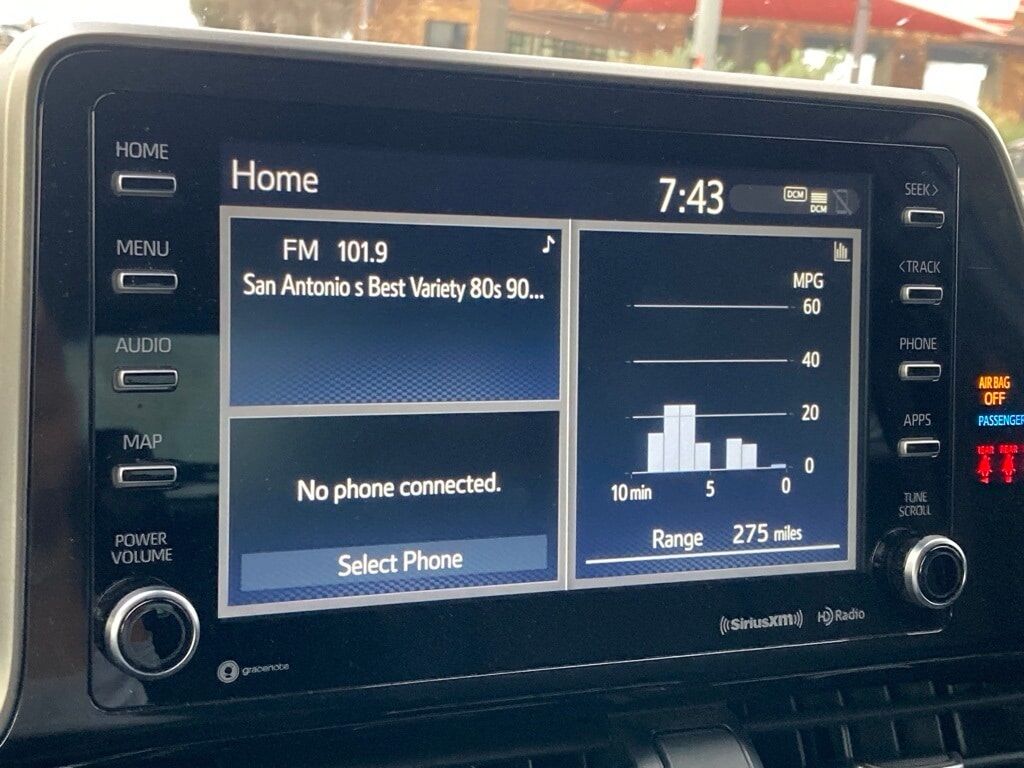 HOME
MENU
AUDIO
MAP
POWER
VOLUME
Home
7:43
DCM
DCM
FM 101.9
San Antonio s Best Variety 80s 90...
No phone connected.
Select Phone
MPG
60
40
20
0
10 min 5 0
Range 275 miles
SEEK>
<TRACK
PHONE
APPS
TUNE
SCROLL
AIR BAG
OFF
PASSENGER
REAR REAR
gracenote
((SiriusXM))
HD Radio